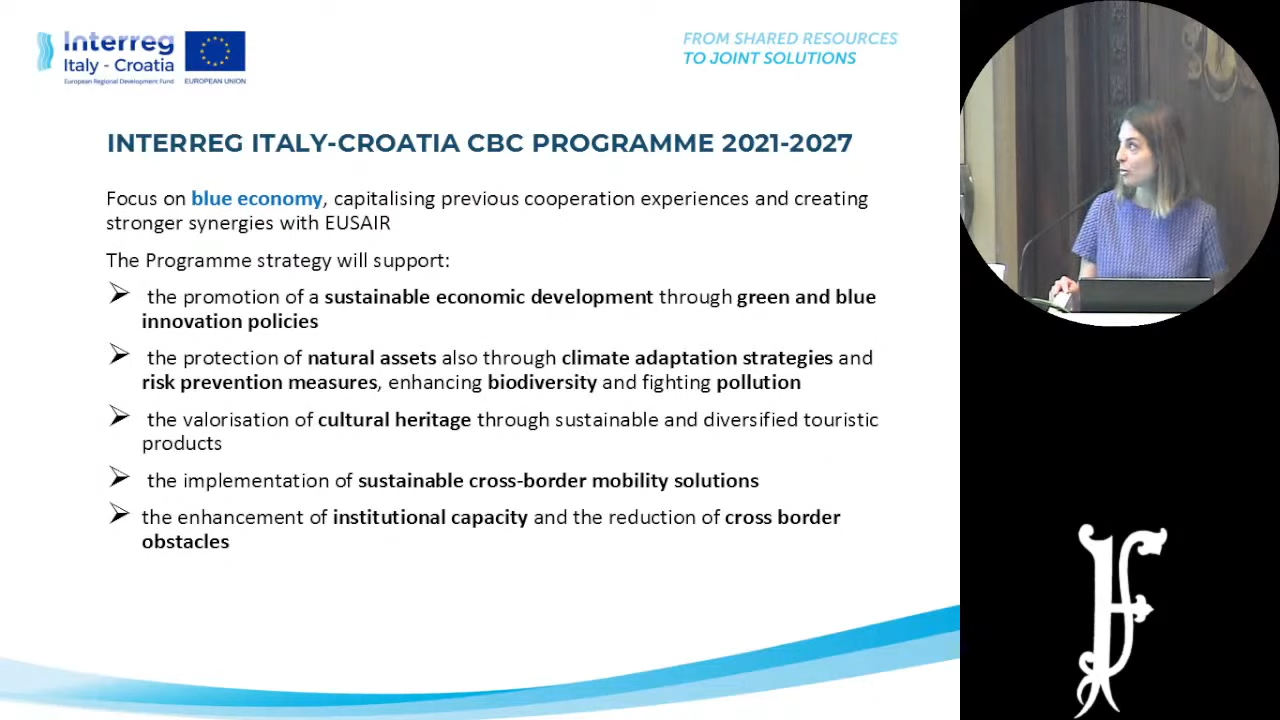 Interreg
Italy - Croatia
European Regional Development Fund
EUROPEAN UNION
FROM SHARED RESOURCES
TO JOINT SOLUTIONS
INTERREG ITALY-CROATIA CBC PROGRAMME 2021-2027
Focus on blue economy, capitalising previous cooperation experiences and creating
stronger synergies with EUSAIR
The Programme strategy will support:
the promotion of a sustainable economic development through green and blue
innovation policies
the protection of natural assets also through climate adaptation strategies and
risk prevention measures, enhancing biodiversity and fighting pollution
the valorisation of cultural heritage through sustainable and diversified touristic
products
the implementation of sustainable cross-border mobility solutions
the enhancement of institutional capacity and the reduction of cross border
obstacles